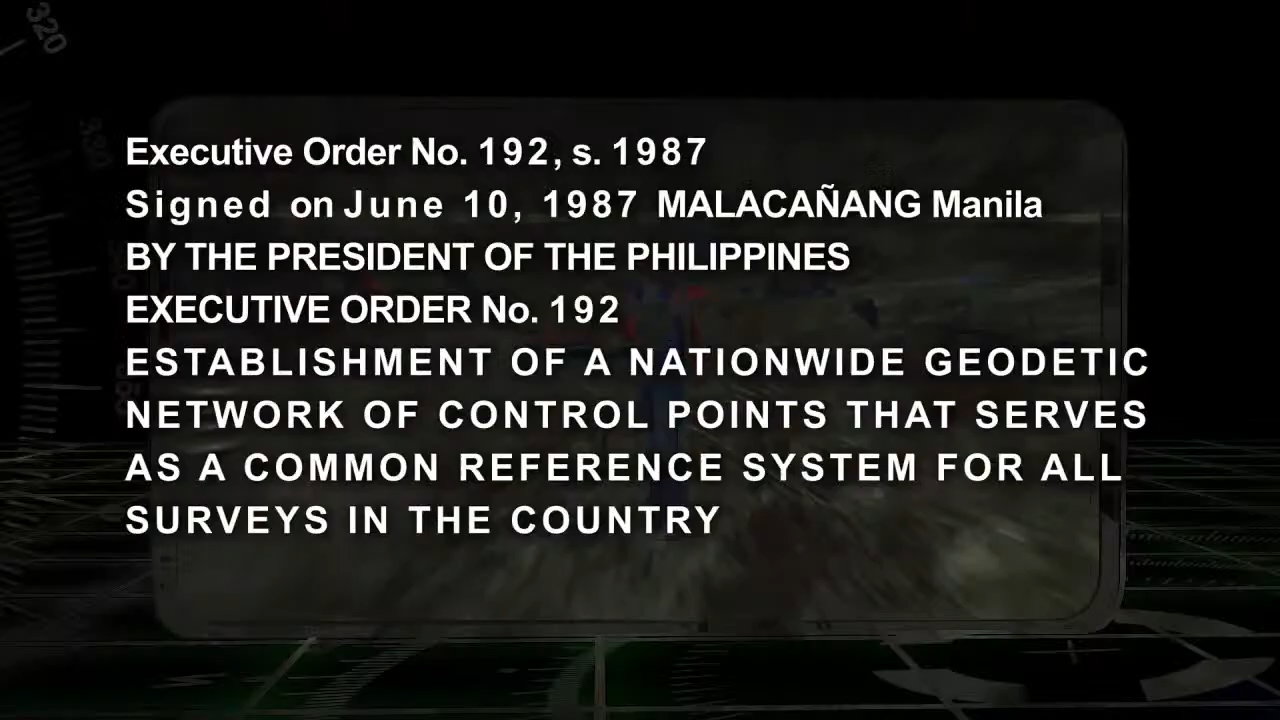 320
330
Executive Order No. 192, s. 1987
Signed on June 10, 1987 MALACAÑANG Manila
BY THE PRESIDENT OF THE PHILIPPINES
EXECUTIVE ORDER No. 192
ESTABLISHMENT OF A NATIONWIDE GEODETIC
NETWORK OF CONTROL POINTS THAT SERVES
AS A COMMON REFERENCE SYSTEM FOR ALL
SURVEYS IN THE COUNTRY